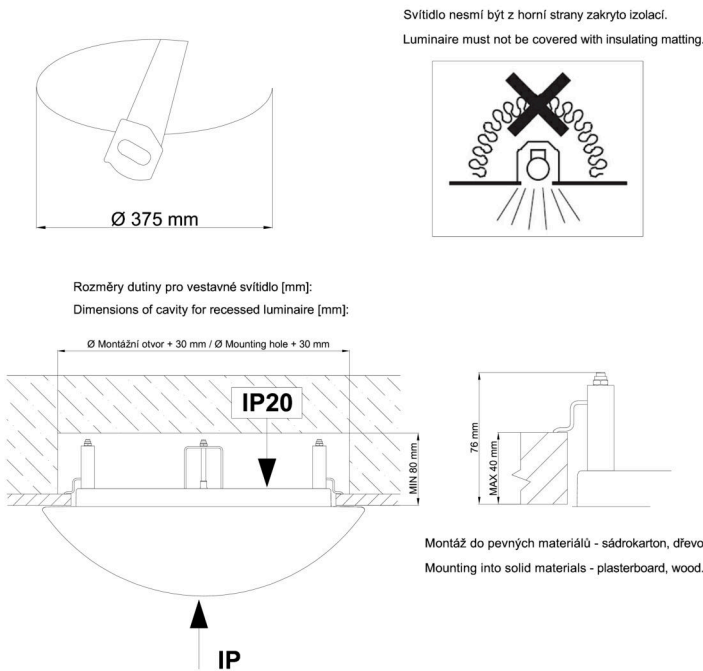 Svítidlo nesmí být z horní strany zakryto izolací.
Luminaire must not be covered with insulating matting.
Ø 375 mm
Rozměry dutiny pro vestavné svítidlo [mm]:
Dimensions of cavity for recessed luminaire [mm]:
Ø Montážní otvor + 30 mm / Ø Mounting hole + 30 mm
IP20
MIN 80 mm
76 mm
MAX 40 mm
Montáž do pevných materiálů - sádrokarton, dřevo
Mounting into solid materials - plasterboard, wood.
IP